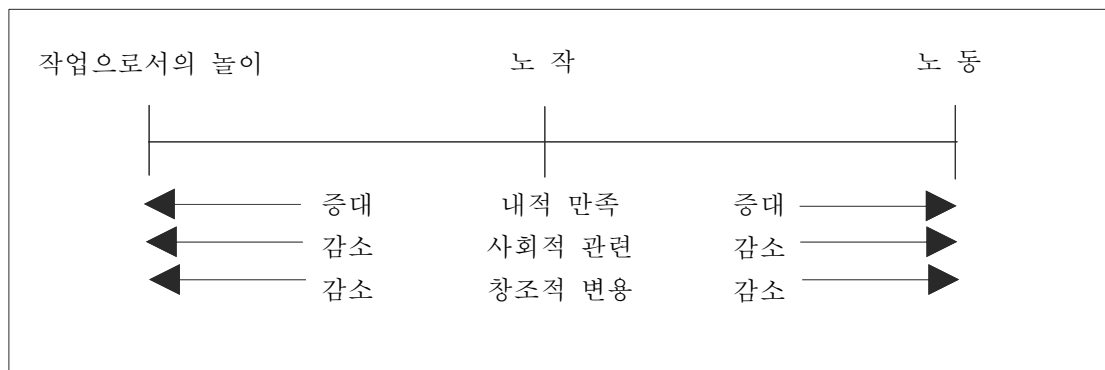 작업으로서의 놀이 노 작 노 동
증대 내적 만족 증대
감소 사회적 관련 감소
감소 창조적 변용 감소